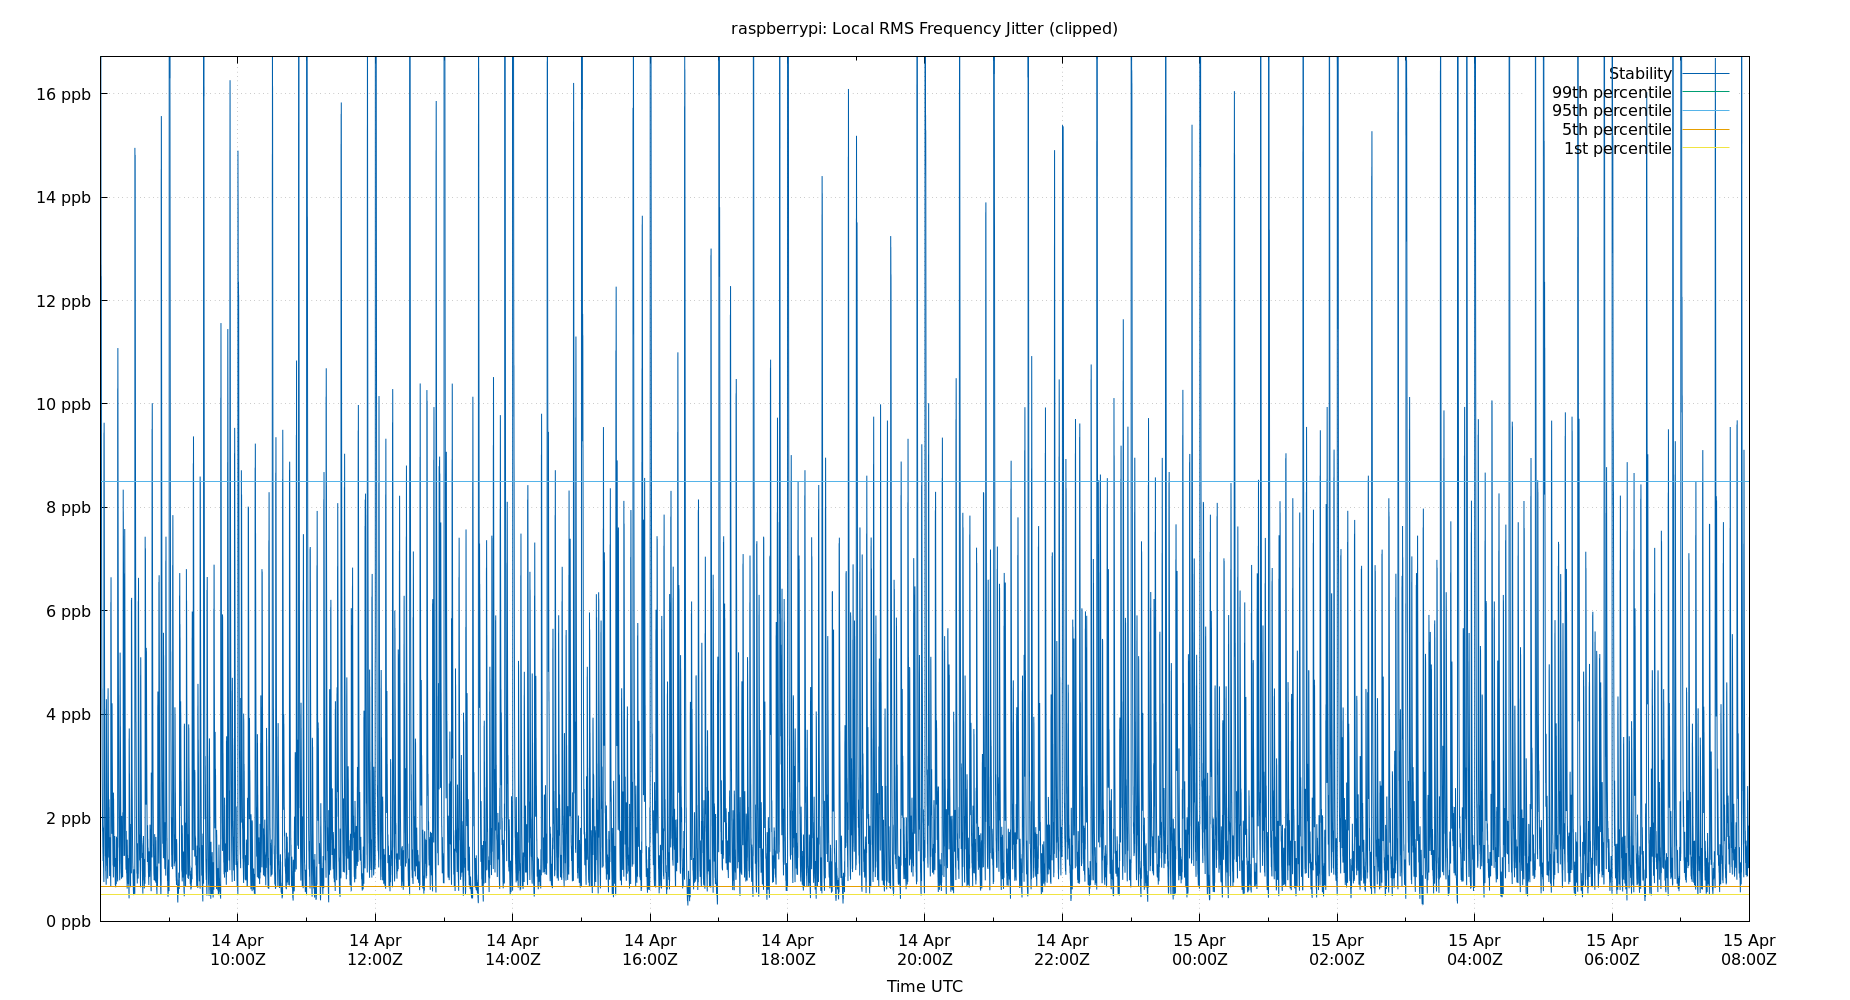 raspberrypi: Local RMS Frequency Jitter (clipped)
Stability
99th percentile
95th percentile
5th percentile
1st percentile
16 ppb
14 ppb
12 ppb
10 ppb
8 ppb
6 ppb
4 ppb
2 ppb
0 ppb
14 Apr 14 Apr 14 Apr 14 Apr 14 Apr 14 Apr 14 Apr 15 Apr 15 Apr 15 Apr 15 Apr 15 Apr
10:00Z 12:00Z 14:00Z 16:00Z 18:00Z 20:00Z 22:00Z 00:00Z 02:00Z 04:00Z 06:00Z 08:00Z
Time UTC